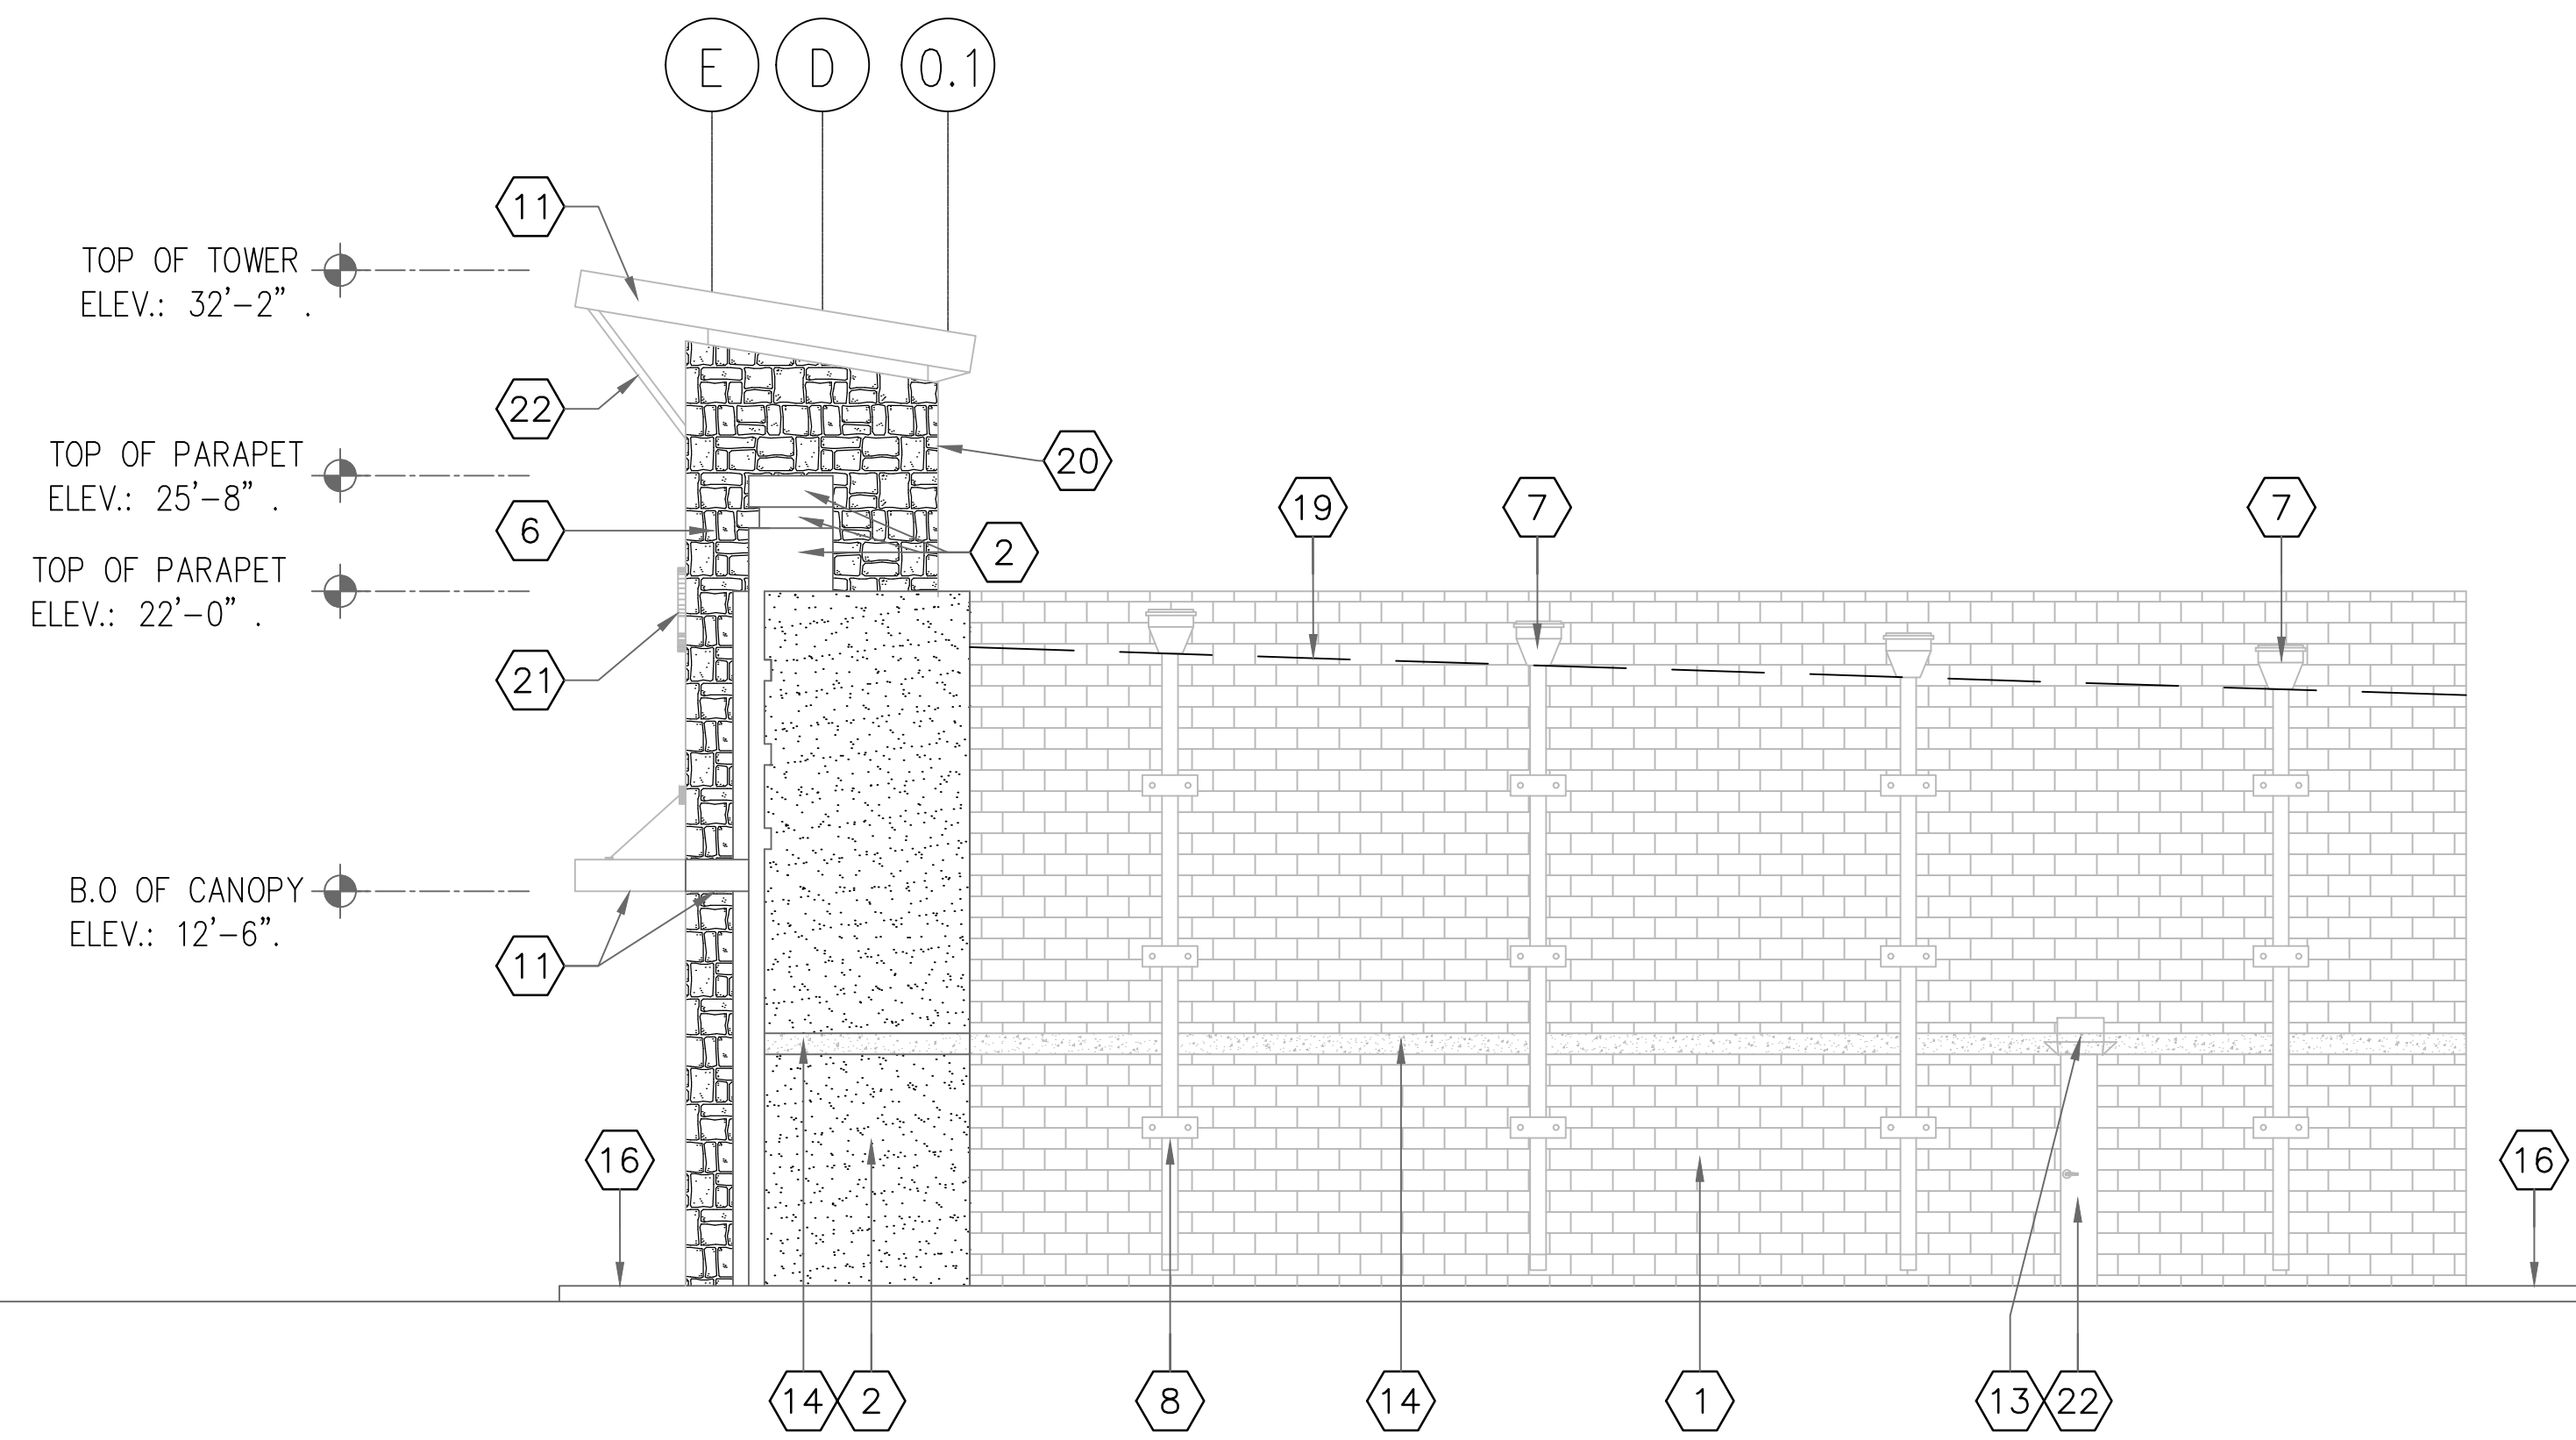 E D 0.1
11
TOP OF TOWER
ELEV.: 32'-2" .
22
TOP OF PARAPET
ELEV.: 25'-8" .
20
6
2
19
7
7
TOP OF PARAPET
ELEV.: 22'-0" .
21
B.O OF CANOPY
ELEV.: 12'-6".
11
16
16
14 2 8 14 1 13 22